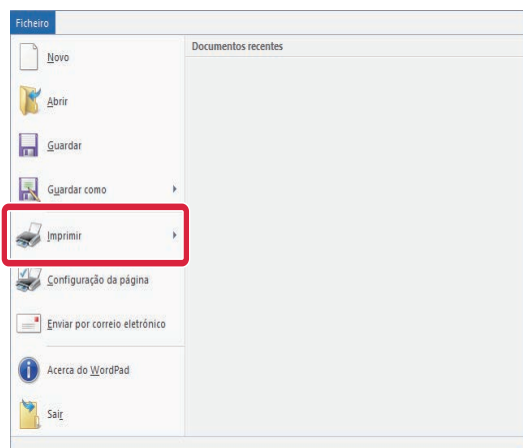 Ficheiro
Documentos recentes
Novo
Abrir
Guardar
Guardar como
Imprimir
Configuração da página
Enviar por correio eletrónico
Acerca do WordPad
Sair